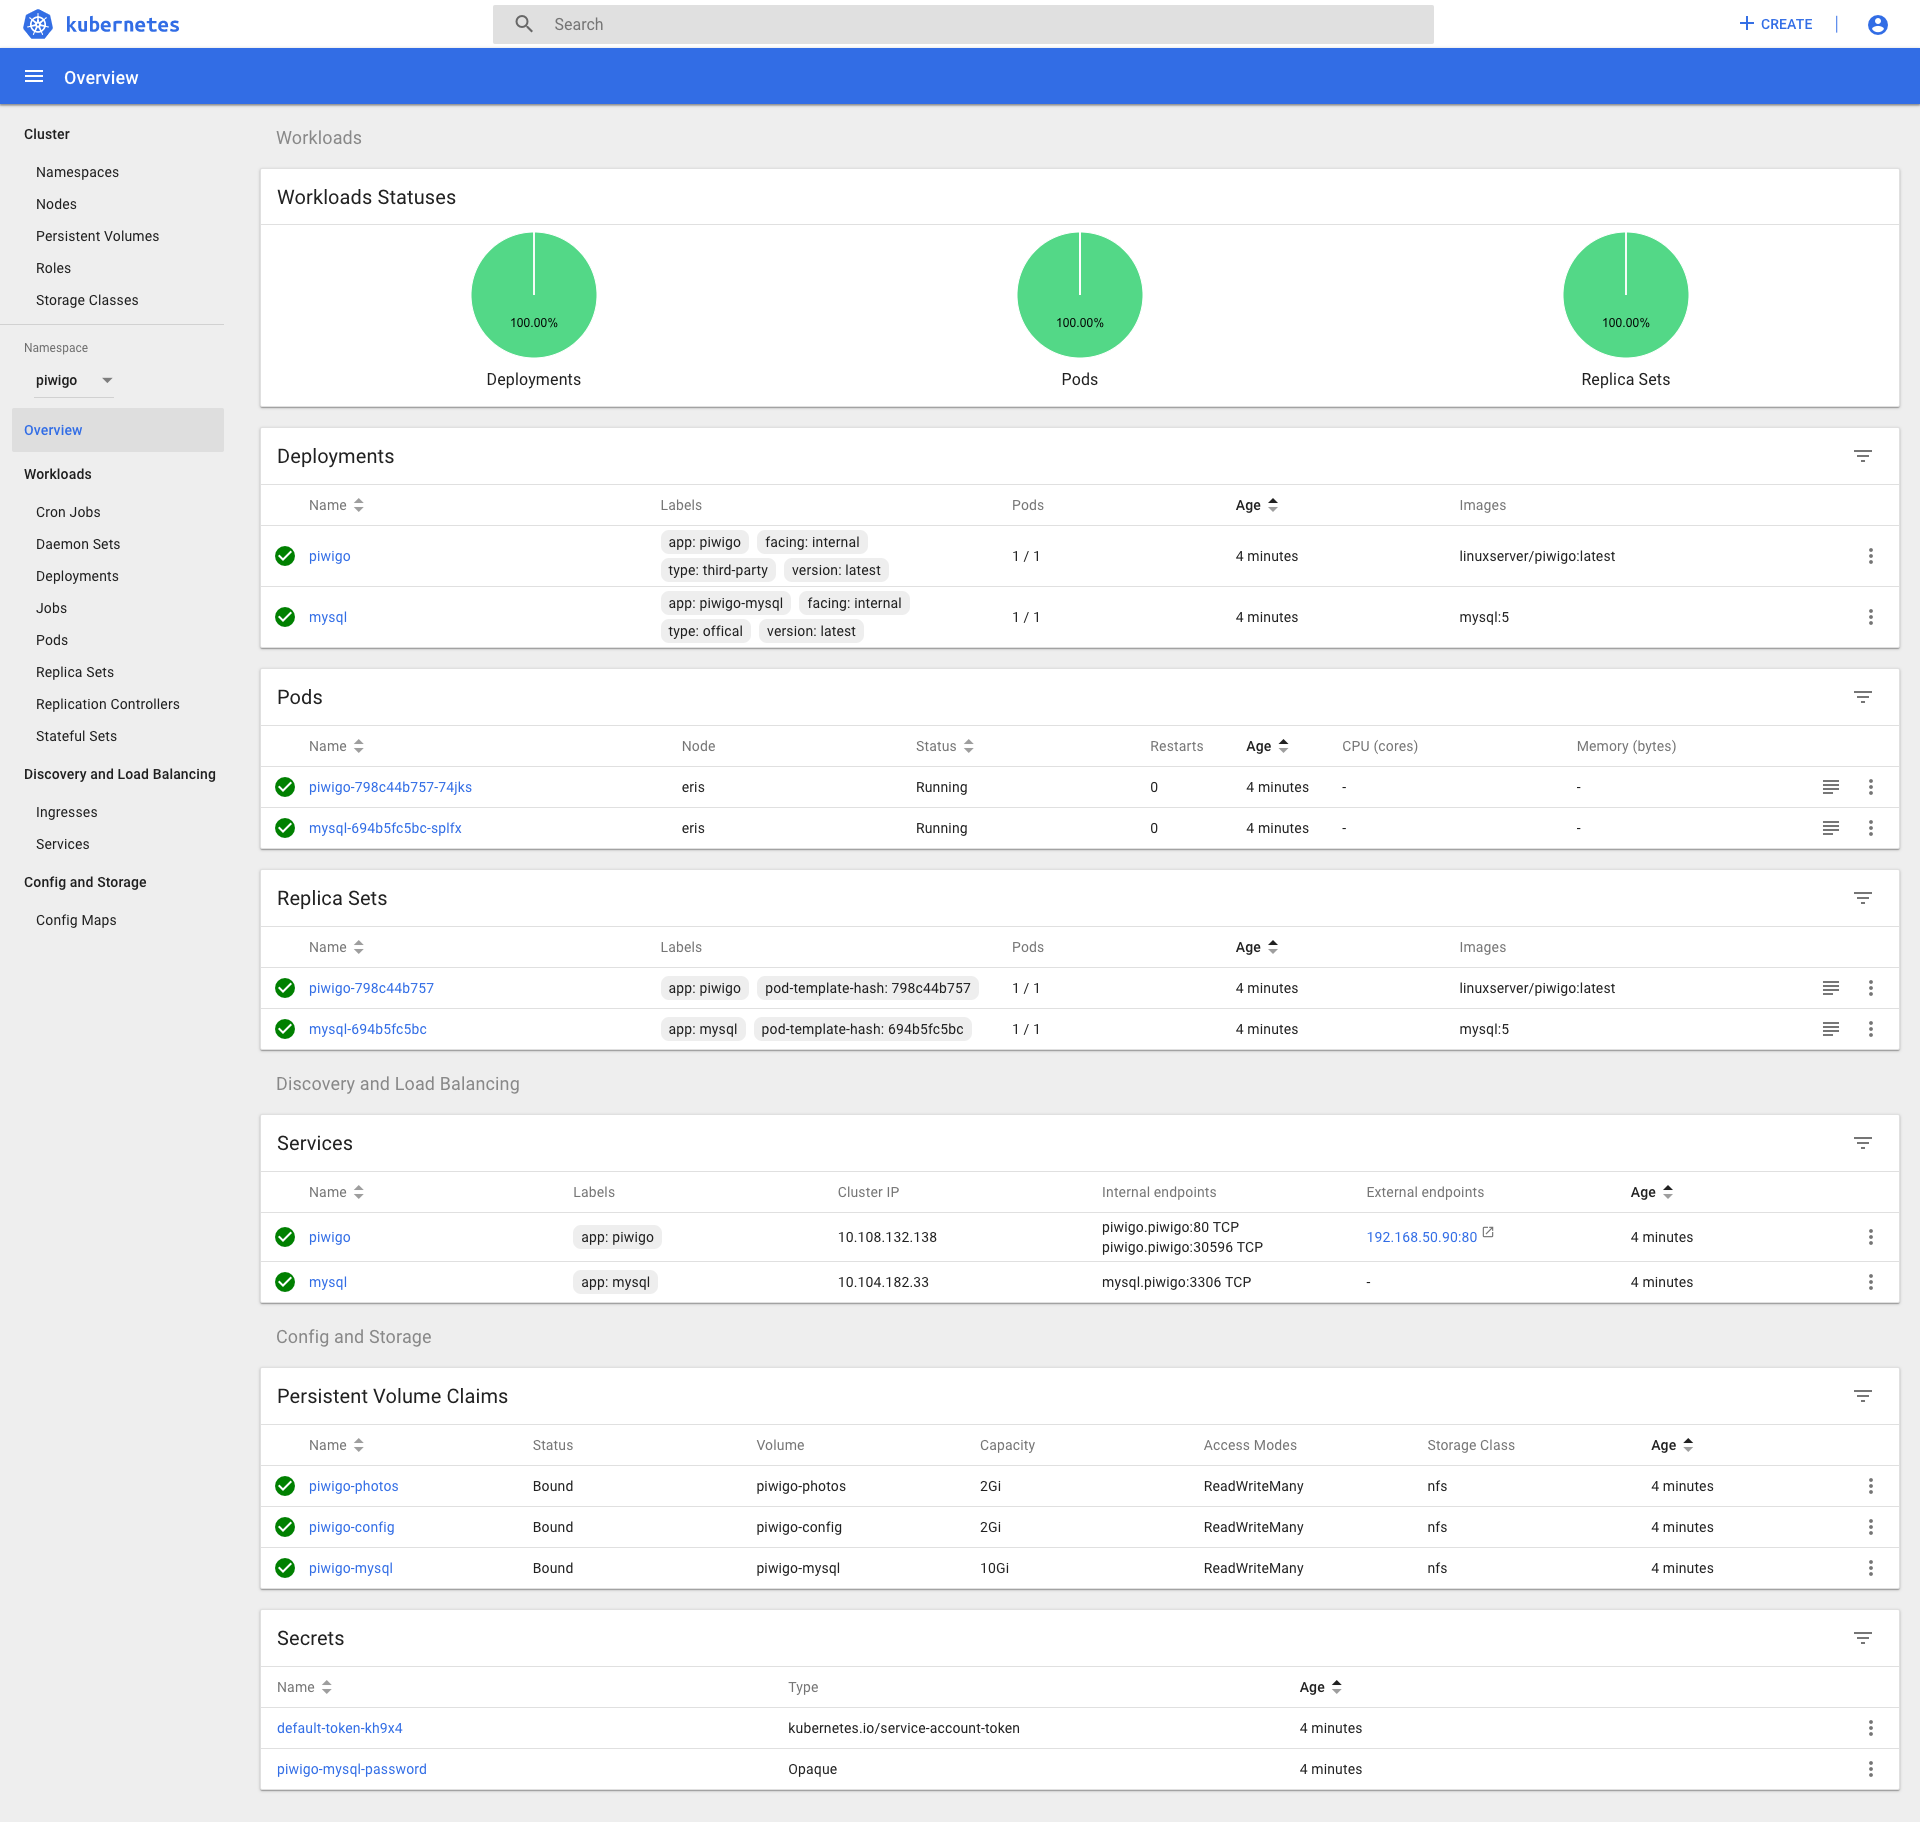 kubernetes
Search
CREATE
Overview
Cluster
Namespaces
Nodes
Persistent Volumes
Roles
Storage Classes
Namespace
piwigo
Overview
Workloads
Cron Jobs
Daemon Sets
Deployments
Jobs
Pods
Replica Sets
Replication Controllers
Stateful Sets
Discovery and Load Balancing
Ingresses
Services
Config and Storage
Config Maps
Workloads
Workloads Statuses
100.00% 100.00% 100.00%
Deployments Pods Replica Sets
Deployments
Name Labels Pods Age Images
app: piwigo facing: internal
piwigo 1 / 1 4 minutes linuxserver/piwigo:latest
type: third-party version: latest
app: piwigo-mysql facing: internal
mysql 1 / 1 4 minutes mysql:5
type: offical version: latest
Pods
Name Node Status Restarts Age CPU (cores) Memory (bytes)
piwigo-798c44b757-74jks eris Running 0 4 minutes - -
mysql-694b5fc5bc-splfx eris Running 0 4 minutes - -
Replica Sets
Name Labels Pods Age Images
piwigo-798c44b757 app: piwigo pod-template-hash: 798c44b757 1 / 1 4 minutes linuxserver/piwigo:latest
mysql-694b5fc5bc app: mysql pod-template-hash: 694b5fc5bc 1 / 1 4 minutes mysql:5
Discovery and Load Balancing
Services
Name Labels Cluster IP Internal endpoints External endpoints Age
piwigo.piwigo:80 TCP
piwigo app: piwigo 10.108.132.138 192.168.50.90:80 4 minutes
piwigo.piwigo:30596 TCP
mysql app: mysql 10.104.182.33 mysql.piwigo:3306 TCP - 4 minutes
Config and Storage
Persistent Volume Claims
Name Status Volume Capacity Access Modes Storage Class Age
piwigo-photos Bound piwigo-photos 2Gi ReadWriteMany nfs 4 minutes
piwigo-config Bound piwigo-config 2Gi ReadWriteMany nfs 4 minutes
piwigo-mysql Bound piwigo-mysql 10Gi ReadWriteMany nfs 4 minutes
Secrets
Name Type Age
default-token-kh9x4 kubernetes.io/service-account-token 4 minutes
piwigo-mysql-password Opaque 4 minutes